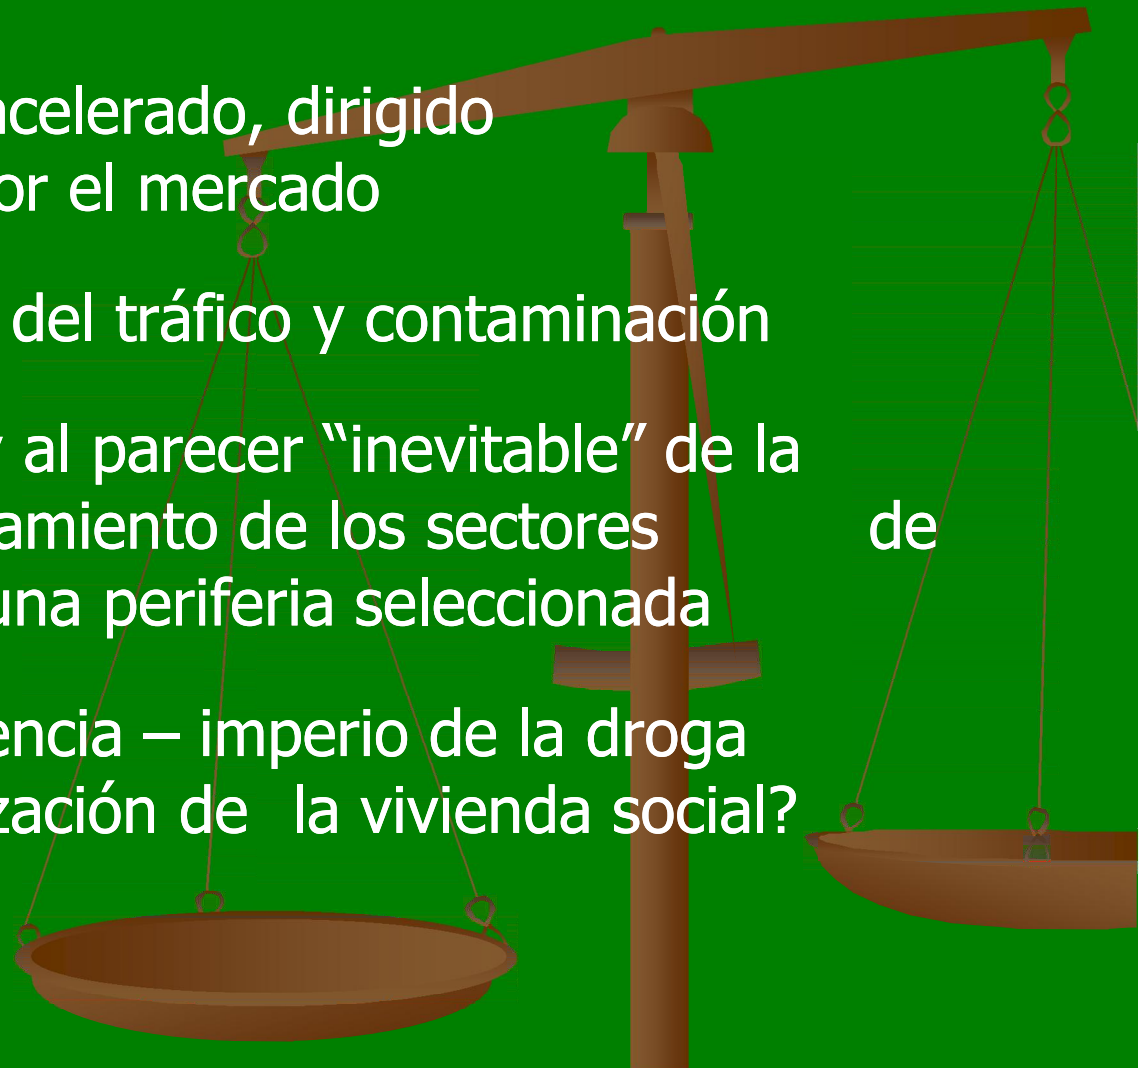 acelerado, dirigido
or el mercado
del tráfico y contaminación
y al parecer “inevitable” de la
amiento de los sectores de
una periferia seleccionada
encia – imperio de la droga
zación de la vivienda social?